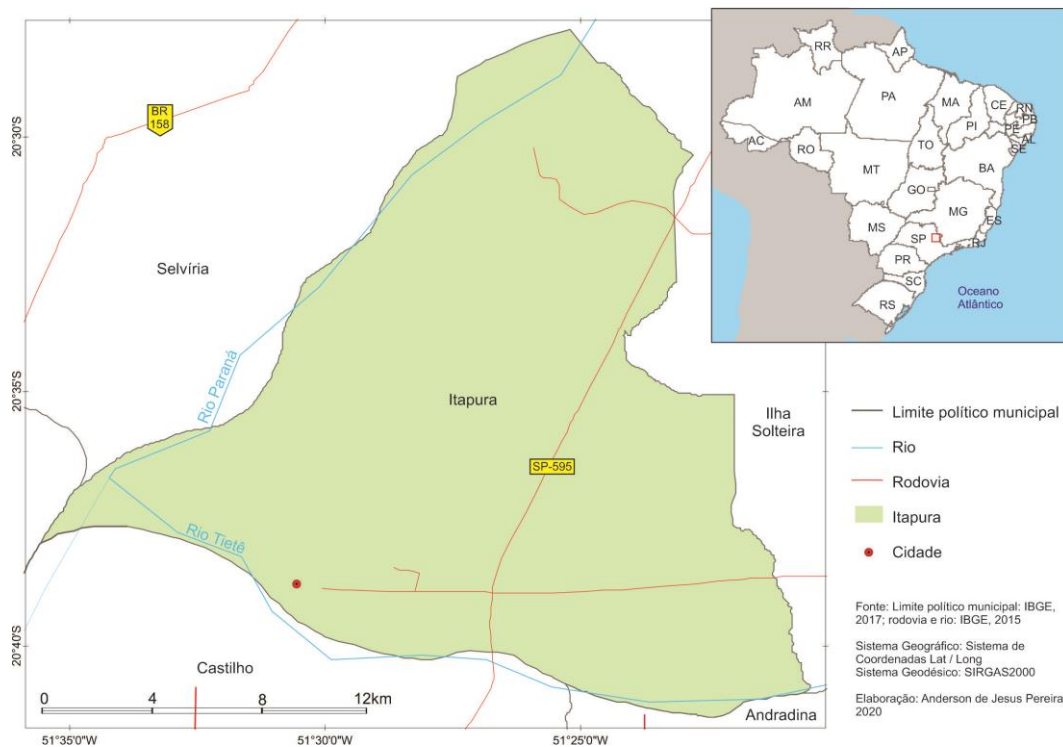 BR
158
Selvíria
Rio Paraná
Itapura
Ilha
Solteira
SP-595
Rio Tietê
Castilho
Andradina
0 4 8 12km
20°30'S
20°35'S
20°40'S
51°35'0"W
51°30'0"W
51°25'0"W
RR
AP
AM
PA
MA
CE
RN
PB
PE
AL
SE
PI
AC
RO
TO
MT
BA
GO
MG
ES
MS
SP
RJ
PR
SC
RS
Oceano
Atlântico
Limite político municipal
Rio
Rodovia
Itapura
Cidade
Fonte: Limite político municipal: IBGE,
2017; rodovia e rio: IBGE, 2015
Sistema Geográfico: Sistema de
Coordenadas Lat / Long
Sistema Geodésico: SIRGAS2000
Elaboração: Anderson de Jesus Pereira
2020